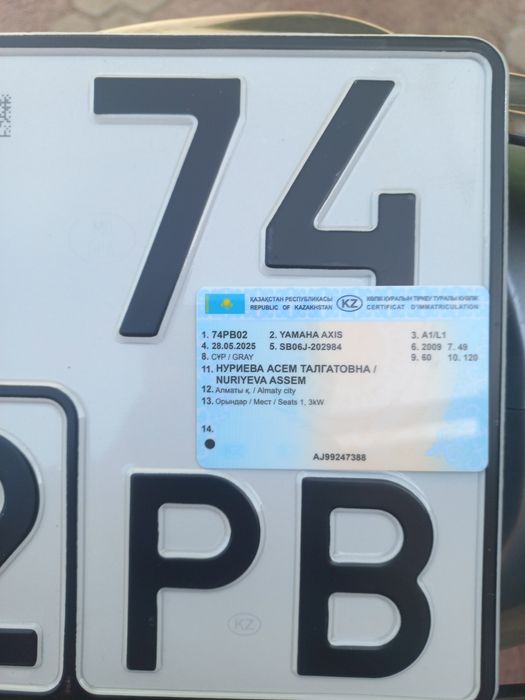 74
ҚАЗАҚСТАН РЕСПУБЛИКАСЫ
REPUBLIC OF KAZAKHSTAN
KZ
КӨЛІК ҚҰРАЛЫН ТІРКЕУ ТУРАЛЫ КУӘЛІК
CERTIFICAT D'IMMATRICULATION
1. 74PB02 2. YAMAHA AXIS 3. A1/L1
4. 28.05.2025 5. SB06J-202984 6. 2009 7. 49
8. СҰР / GRAY 9. 60 10. 120
11. НУРИЕВА АСЕМ ТАЛГАТОВНА /
NURIYEVA ASSEM
12. Алматы қ. / Almaty city
13. Орындар / Мест / Seats 1, 3kW
14.
AJ99247388
2 PB
KZ